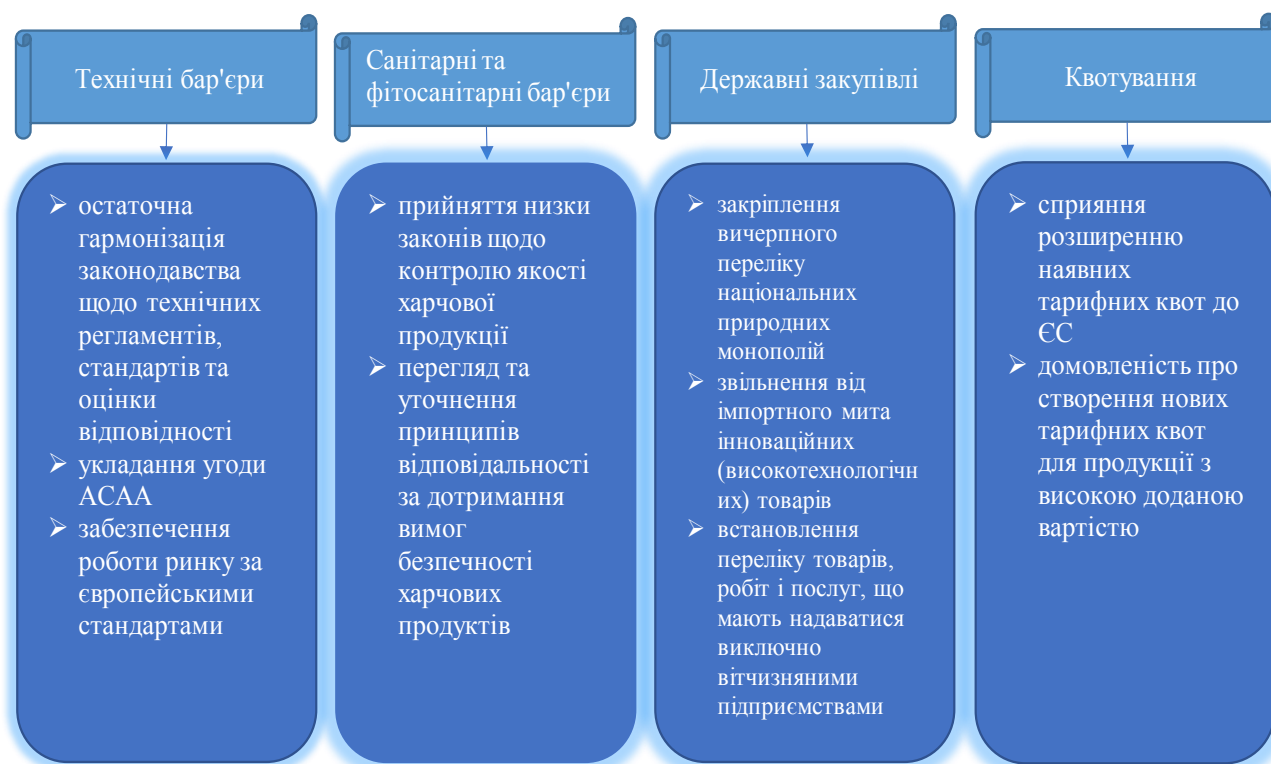 Технічні бар'єри
остаточна
гармонізація
законодавства
щодо технічних
регламентів,
стандартів та
оцінки
відповідності
укладання угоди
АСАА
забезпечення
роботи ринку за
європейськими
стандартами
Санітарні та
фітосанітарні бар'єри
прийняття низки
законів щодо
контролю якості
харчової
продукції
перегляд та
уточнення
принципів
відповідальності
за дотримання
вимог
безпечності
харчових
продуктів
Державні закупівлі
закріплення
вичерпного
переліку
національних
природних
монополій
звільнення від
імпортного мита
інноваційних
(високотехнологічн
их) товарів
встановлення
переліку товарів,
робіт і послуг, що
мають надаватися
виключно
вітчизняними
підприємствами
Квотування
сприяння
розширенню
наявних
тарифних квот до
ЄС
домовленість про
створення нових
тарифних квот
для продукції з
високою доданою
вартістю